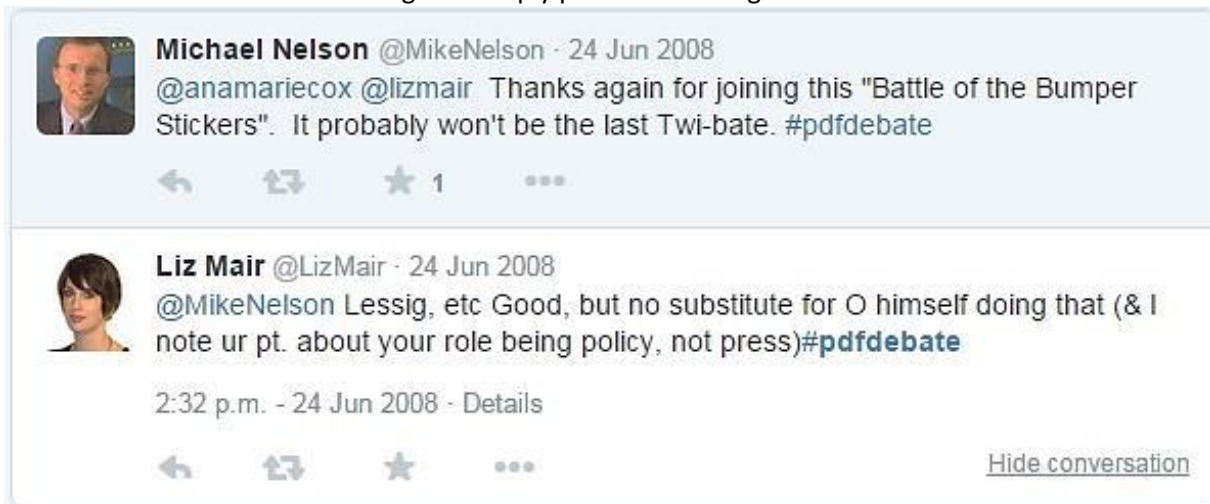 Michael Nelson @MikeNelson · 24 Jun 2008
@anamariecox @lizmair Thanks again for joining this "Battle of the Bumper
Stickers". It probably won't be the last Twi-bate. #pdfdebate
1
Liz Mair @LizMair · 24 Jun 2008
@MikeNelson Lessig, etc Good, but no substitute for O himself doing that (& I
note ur pt. about your role being policy, not press)#pdfdebate
2:32 p.m. - 24 Jun 2008 · Details
Hide conversation